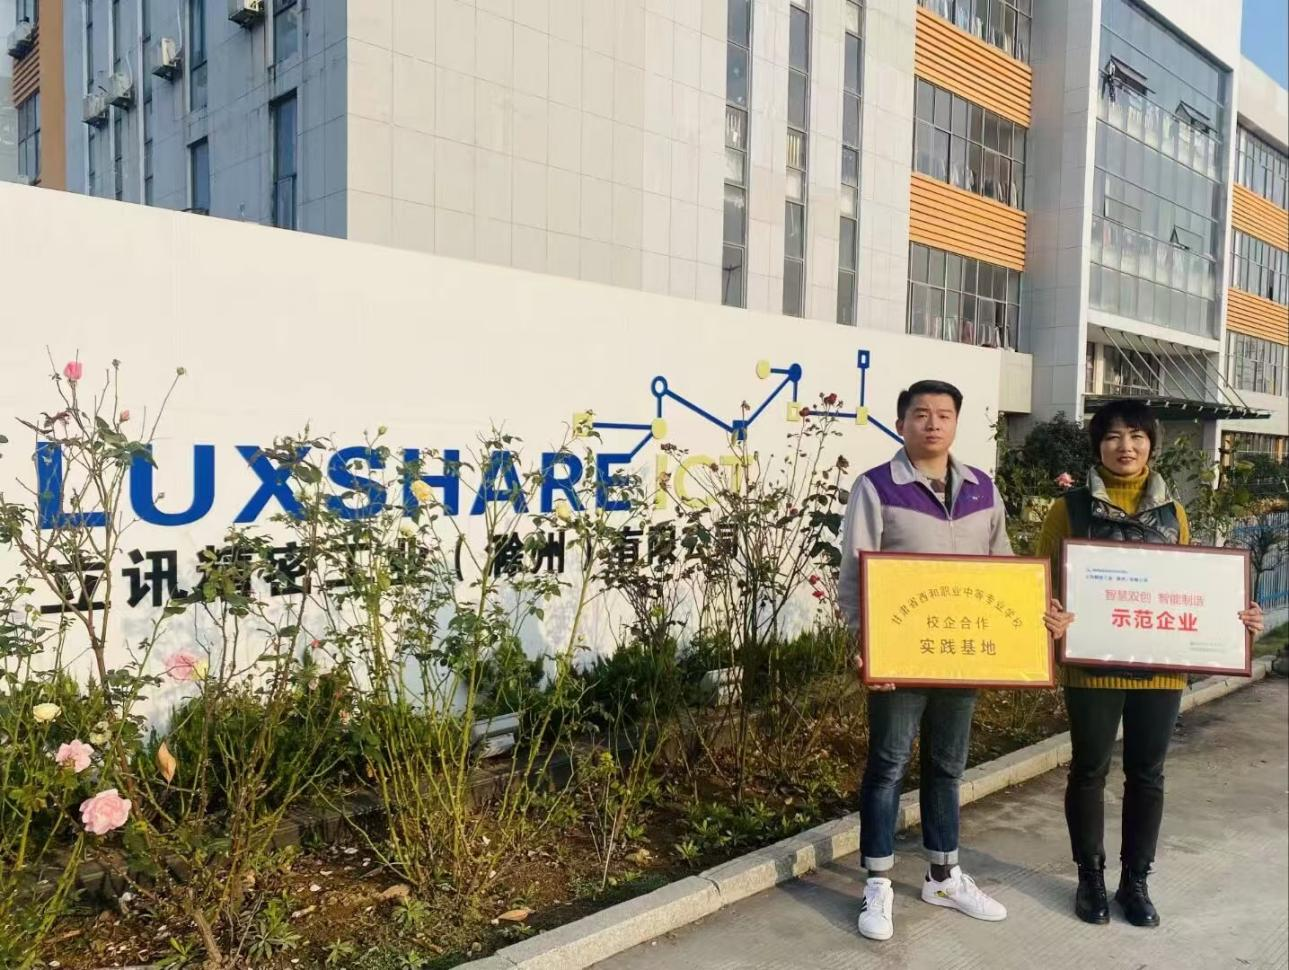 LUXSHARE ICT
立讯精密工业（滁州）有限公司
甘肃省西和职业中等专业学校
校企合作
实践基地
智慧双创 智能制造
示范企业